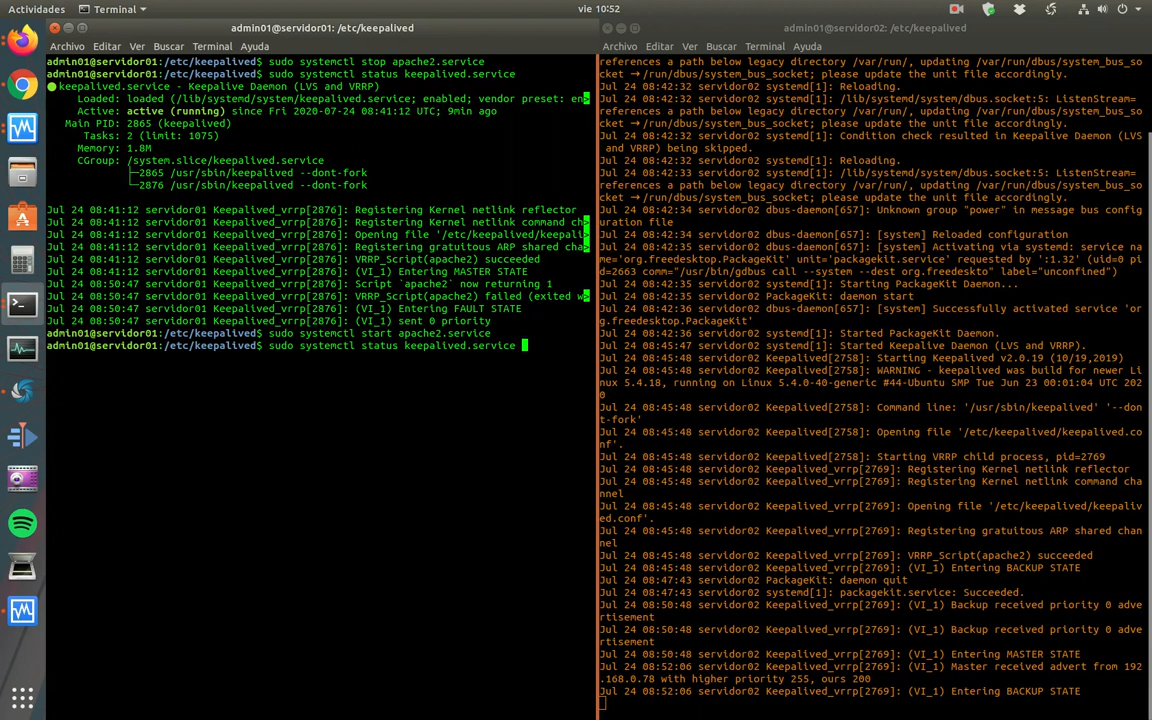 Actividades
Terminal
vie 10:52
admin01@servidor01: /etc/keepalived
Archivo Editar Ver Buscar Terminal Ayuda
admin01@servidor01:/etc/keepalived$ sudo systemctl stop apache2.service
admin01@servidor01:/etc/keepalived$ sudo systemctl status keepalived.service
● keepalived.service - Keepalive Daemon (LVS and VRRP)
Loaded: loaded (/lib/systemd/system/keepalived.service; enabled; vendor preset: en>
Active: active (running) since Fri 2020-07-24 08:41:12 UTC; 9min ago
Main PID: 2865 (keepalived)
Tasks: 2 (limit: 1075)
Memory: 1.8M
CGroup: /system.slice/keepalived.service
├─2865 /usr/sbin/keepalived --dont-fork
└─2876 /usr/sbin/keepalived --dont-fork
Jul 24 08:41:12 servidor01 Keepalived_vrrp[2876]: Registering Kernel netlink reflector
Jul 24 08:41:12 servidor01 Keepalived_vrrp[2876]: Registering Kernel netlink command ch>
Jul 24 08:41:12 servidor01 Keepalived_vrrp[2876]: Opening file '/etc/keepalived/keepali>
Jul 24 08:41:12 servidor01 Keepalived_vrrp[2876]: Registering gratuitous ARP shared cha>
Jul 24 08:41:12 servidor01 Keepalived_vrrp[2876]: VRRP_Script(apache2) succeeded
Jul 24 08:41:12 servidor01 Keepalived_vrrp[2876]: (VI_1) Entering MASTER STATE
Jul 24 08:50:47 servidor01 Keepalived_vrrp[2876]: Script `apache2` now returning 1
Jul 24 08:50:47 servidor01 Keepalived_vrrp[2876]: VRRP_Script(apache2) failed (exited w>
Jul 24 08:50:47 servidor01 Keepalived_vrrp[2876]: (VI_1) Entering FAULT STATE
Jul 24 08:50:47 servidor01 Keepalived_vrrp[2876]: (VI_1) sent 0 priority
admin01@servidor01:/etc/keepalived$ sudo systemctl start apache2.service
admin01@servidor01:/etc/keepalived$ sudo systemctl status keepalived.service
admin01@servidor02: /etc/keepalived
Archivo Editar Ver Buscar Terminal Ayuda
references a path below legacy directory /var/run/, updating /var/run/dbus/system_bus_so
cket → /run/dbus/system_bus_socket; please update the unit file accordingly.
Jul 24 08:42:32 servidor02 systemd[1]: Reloading.
Jul 24 08:42:32 servidor02 systemd[1]: /lib/systemd/system/dbus.socket:5: ListenStream=
references a path below legacy directory /var/run/, updating /var/run/dbus/system_bus_so
cket → /run/dbus/system_bus_socket; please update the unit file accordingly.
Jul 24 08:42:32 servidor02 systemd[1]: Condition check resulted in Keepalive Daemon (LVS
and VRRP) being skipped.
Jul 24 08:42:32 servidor02 systemd[1]: Reloading.
Jul 24 08:42:33 servidor02 systemd[1]: /lib/systemd/system/dbus.socket:5: ListenStream=
references a path below legacy directory /var/run/, updating /var/run/dbus/system_bus_so
cket → /run/dbus/system_bus_socket; please update the unit file accordingly.
Jul 24 08:42:34 servidor02 dbus-daemon[657]: Unknown group "power" in message bus config
uration file
Jul 24 08:42:34 servidor02 dbus-daemon[657]: [system] Reloaded configuration
Jul 24 08:42:35 servidor02 dbus-daemon[657]: [system] Activating via systemd: service na
me='org.freedesktop.PackageKit' unit='packagekit.service' requested by ':1.32' (uid=0 pi
d=2663 comm="/usr/bin/gdbus call --system --dest org.freedeskto" label="unconfined")
Jul 24 08:42:35 servidor02 systemd[1]: Starting PackageKit Daemon...
Jul 24 08:42:35 servidor02 PackageKit: daemon start
Jul 24 08:42:36 servidor02 dbus-daemon[657]: [system] Successfully activated service 'or
g.freedesktop.PackageKit'
Jul 24 08:42:36 servidor02 systemd[1]: Started PackageKit Daemon.
Jul 24 08:45:47 servidor02 systemd[1]: Started Keepalive Daemon (LVS and VRRP).
Jul 24 08:45:48 servidor02 Keepalived[2758]: Starting Keepalived v2.0.19 (10/19,2019)
Jul 24 08:45:48 servidor02 Keepalived[2758]: WARNING - keepalived was build for newer Li
nux 5.4.18, running on Linux 5.4.0-40-generic #44-Ubuntu SMP Tue Jun 23 00:01:04 UTC 202
0
Jul 24 08:45:48 servidor02 Keepalived[2758]: Command line: '/usr/sbin/keepalived' '--don
t-fork'
Jul 24 08:45:48 servidor02 Keepalived[2758]: Opening file '/etc/keepalived/keepalived.co
nf'.
Jul 24 08:45:48 servidor02 Keepalived[2758]: Starting VRRP child process, pid=2769
Jul 24 08:45:48 servidor02 Keepalived_vrrp[2769]: Registering Kernel netlink reflector
Jul 24 08:45:48 servidor02 Keepalived_vrrp[2769]: Registering Kernel netlink command cha
nnel
Jul 24 08:45:48 servidor02 Keepalived_vrrp[2769]: Opening file '/etc/keepalived/keepaliv
ed.conf'.
Jul 24 08:45:48 servidor02 Keepalived_vrrp[2769]: Registering gratuitous ARP shared chan
nel
Jul 24 08:45:48 servidor02 Keepalived_vrrp[2769]: VRRP_Script(apache2) succeeded
Jul 24 08:45:48 servidor02 Keepalived_vrrp[2769]: (VI_1) Entering BACKUP STATE
Jul 24 08:47:43 servidor02 PackageKit: daemon quit
Jul 24 08:47:43 servidor02 systemd[1]: packagekit.service: Succeeded.
Jul 24 08:50:48 servidor02 Keepalived_vrrp[2769]: (VI_1) Backup received priority 0 adve
rtisement
Jul 24 08:50:48 servidor02 Keepalived_vrrp[2769]: (VI_1) Backup received priority 0 adve
rtisement
Jul 24 08:50:48 servidor02 Keepalived_vrrp[2769]: (VI_1) Entering MASTER STATE
Jul 24 08:52:06 servidor02 Keepalived_vrrp[2769]: (VI_1) Master received advert from 192
.168.0.78 with higher priority 255, ours 200
Jul 24 08:52:06 servidor02 Keepalived_vrrp[2769]: (VI_1) Entering BACKUP STATE